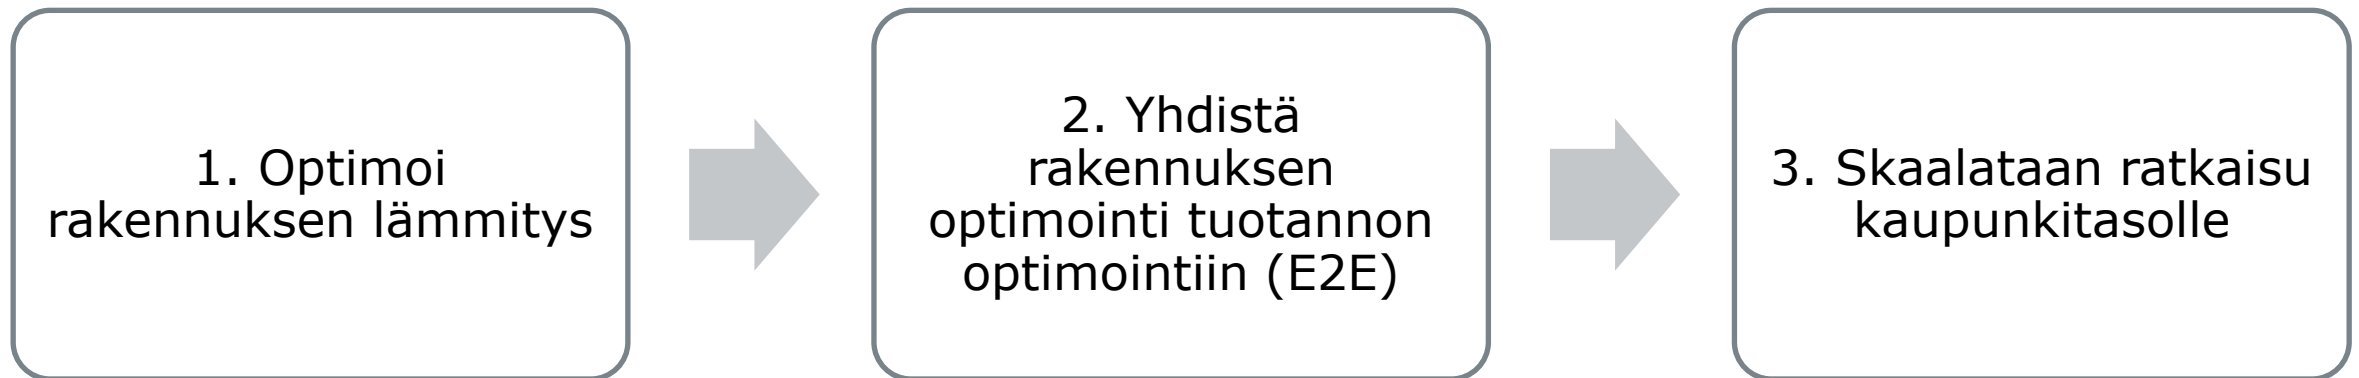 1. Optimoi
rakennuksen lämmitys
2. Yhdistä
rakennuksen
optimointi tuotannon
optimointiin (E2E)
3. Skaalataan ratkaisu
kaupunkitasolle